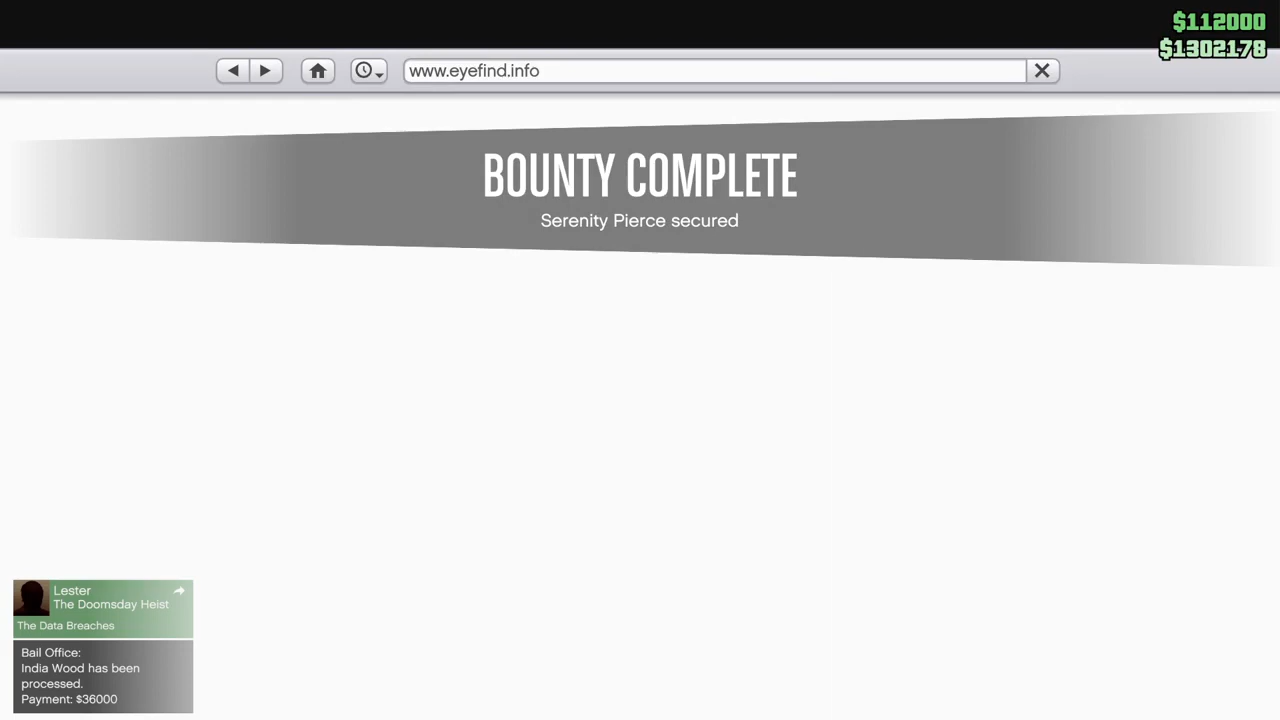 $112000
$1302178
www.eyefind.info
BOUNTY COMPLETE
Serenity Pierce secured
Lester
The Doomsday Heist
The Data Breaches
Bail Office:
India Wood has been
processed.
Payment: $36000